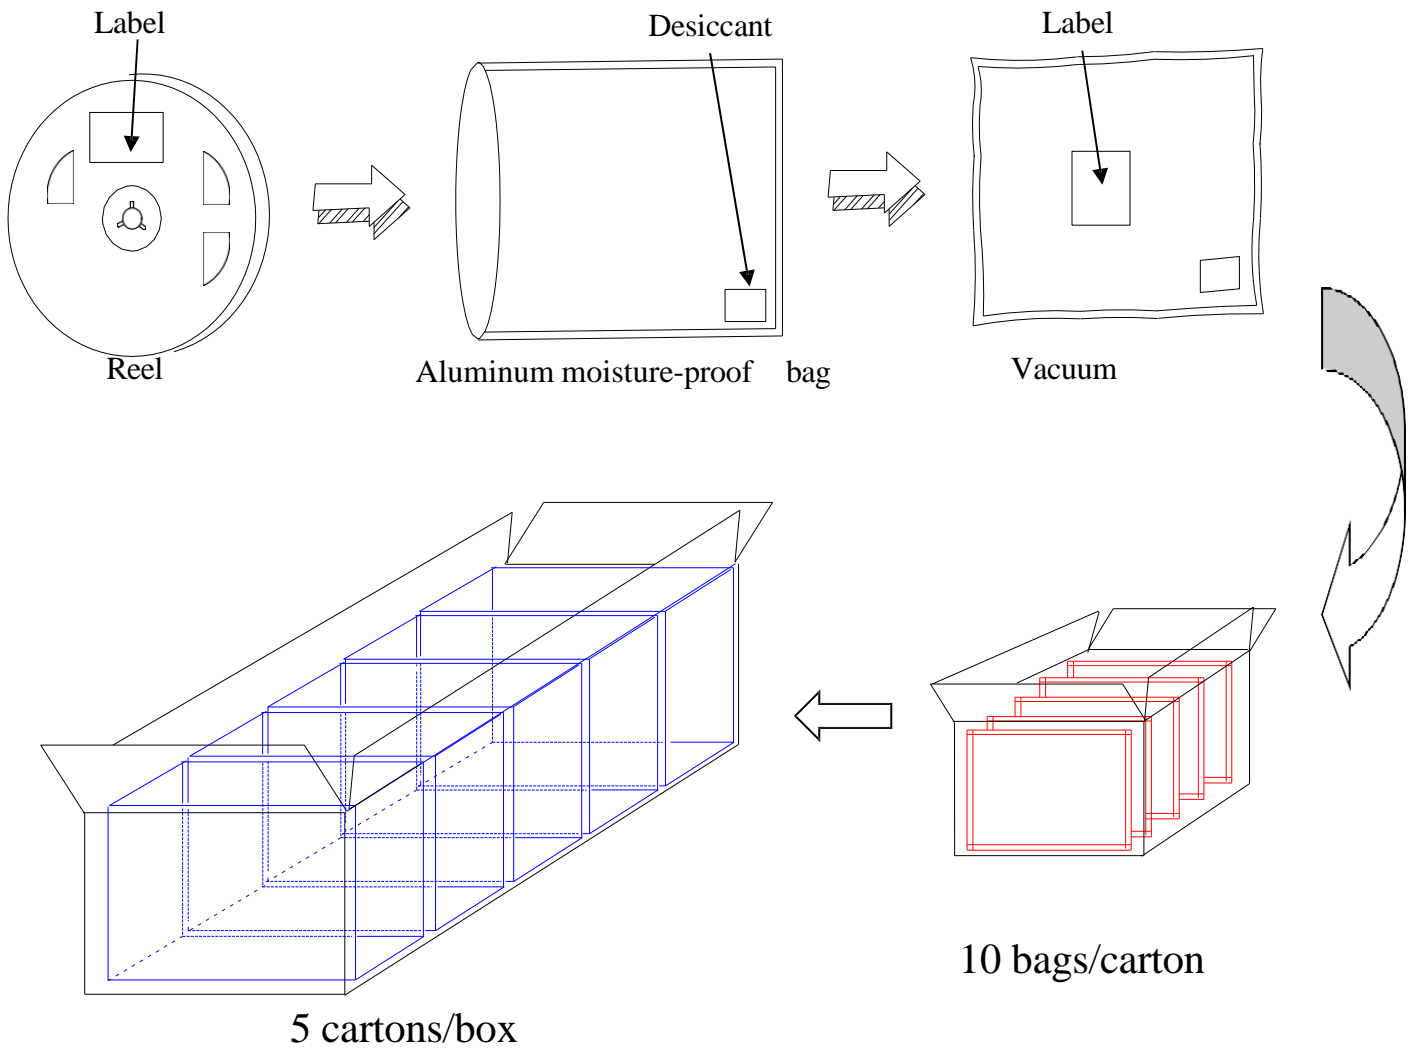 Label
Desiccant
Label
Reel
Aluminum moisture-proof bag
Vacuum
10 bags/carton
5 cartons/box